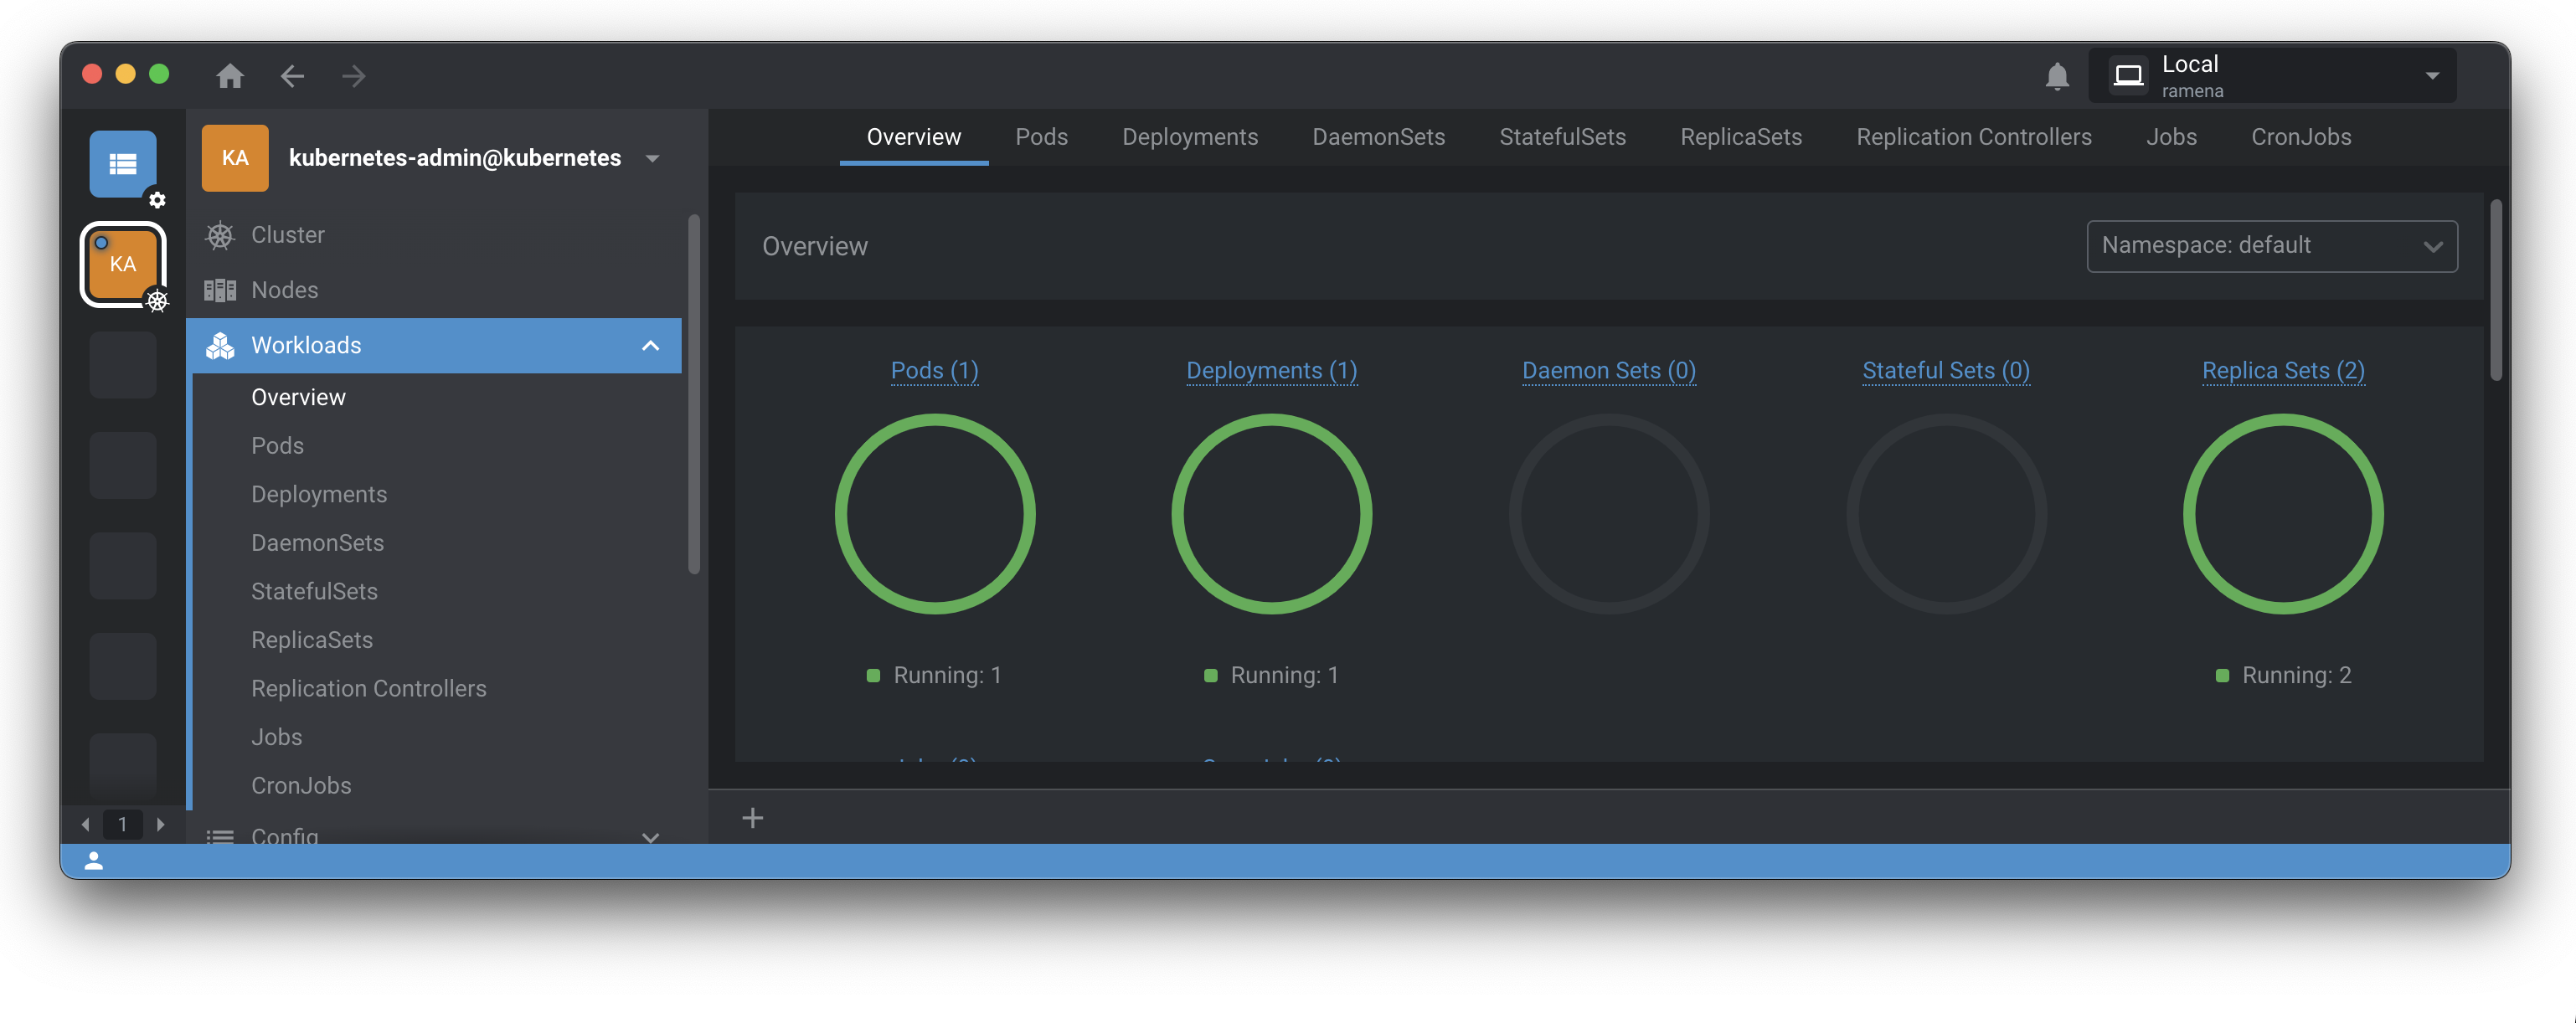 Local
ramena
KA
kubernetes-admin@kubernetes
Overview
Pods
Deployments
DaemonSets
StatefulSets
ReplicaSets
Replication Controllers
Jobs
CronJobs
KA
Cluster
Nodes
Workloads
Overview
Pods
Deployments
DaemonSets
StatefulSets
ReplicaSets
Replication Controllers
Jobs
CronJobs
Config
1
Overview
Namespace: default
Pods (1)
Deployments (1)
Daemon Sets (0)
Stateful Sets (0)
Replica Sets (2)
Running: 1
Running: 1
Running: 2